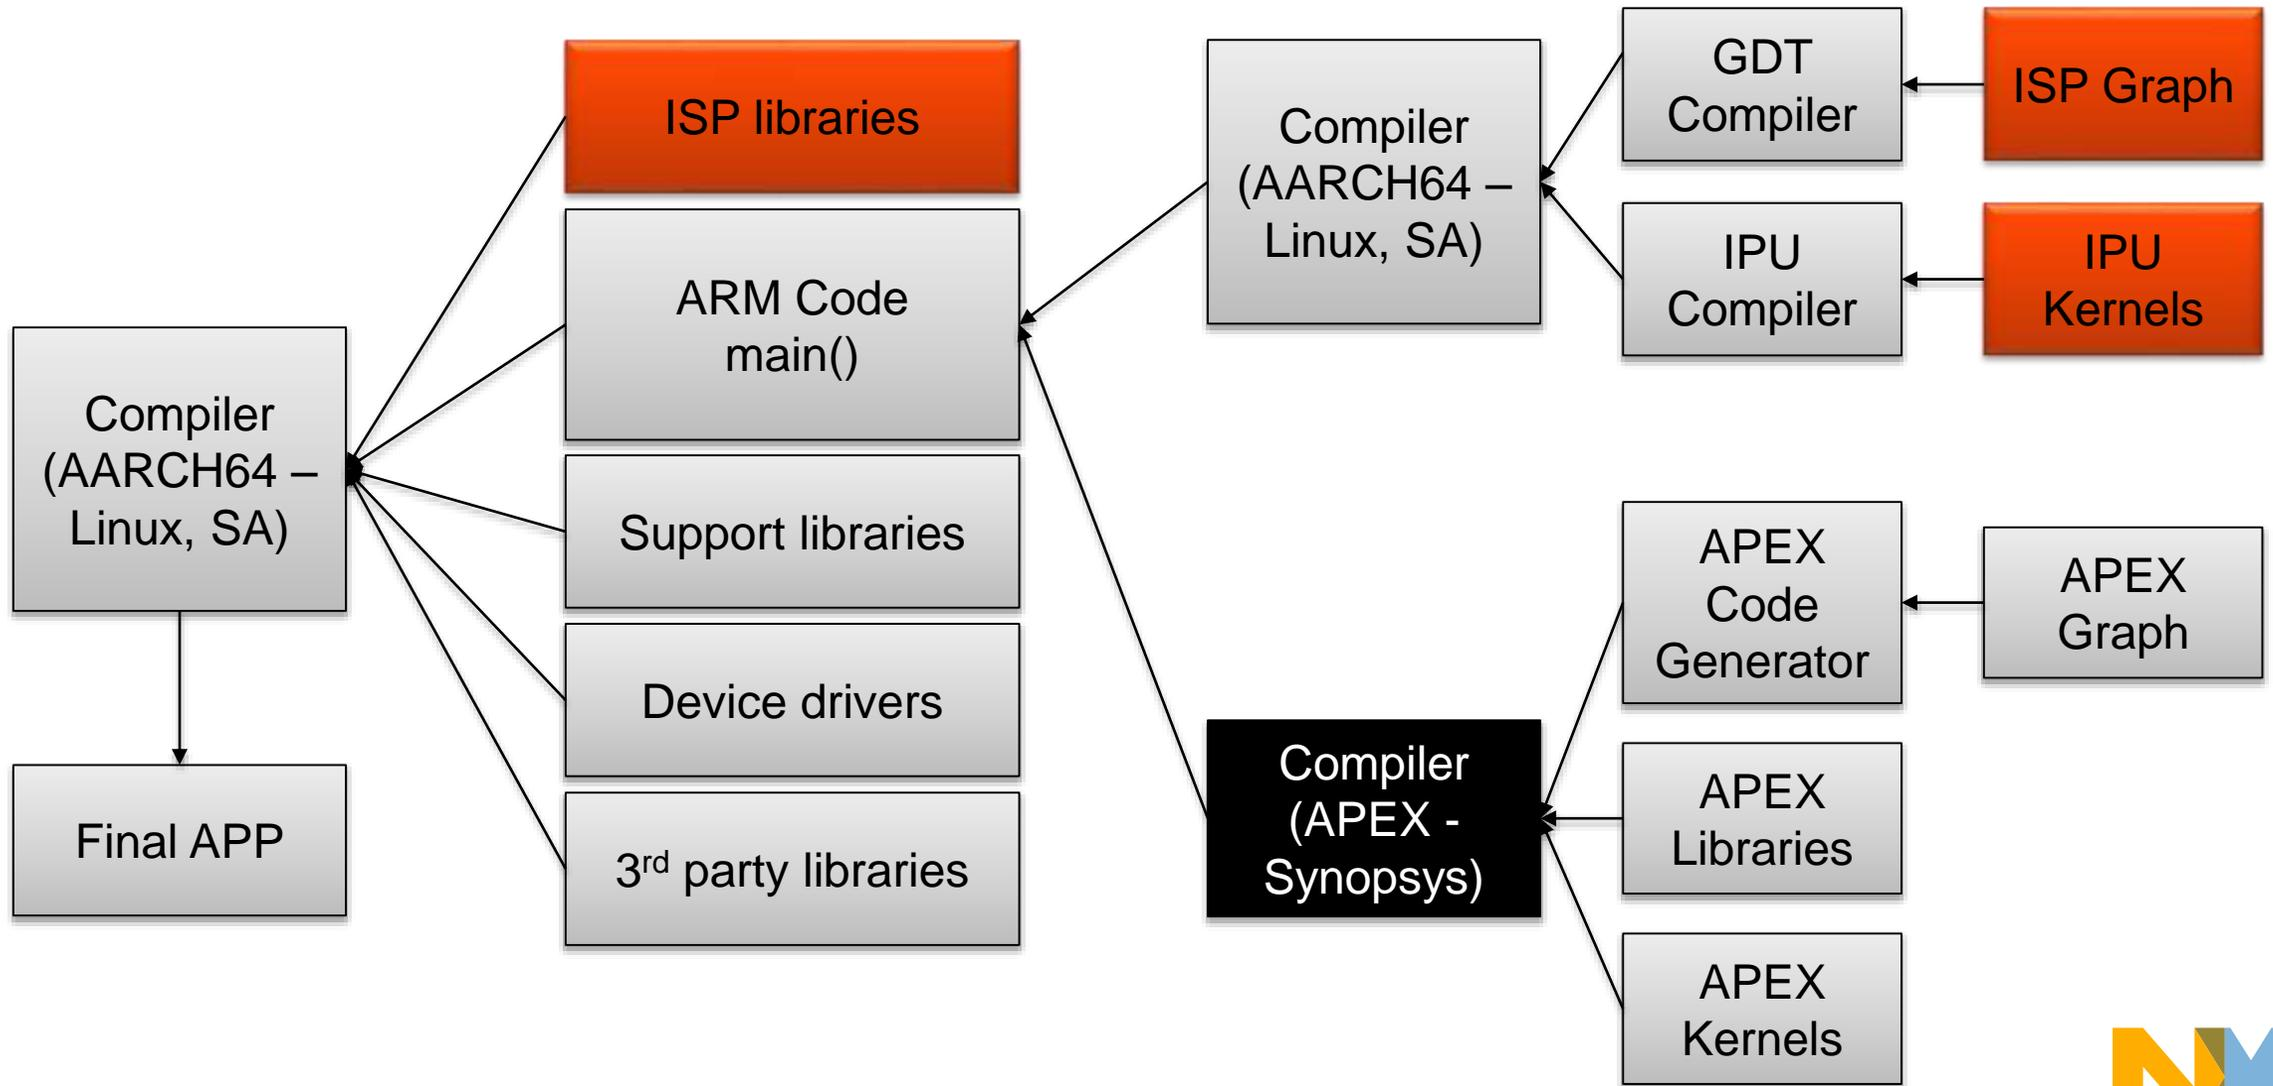 ISP libraries
ARM Code
main()
Support libraries
Device drivers
3rd party libraries
Compiler
(AARCH64 –
Linux, SA)
Final APP
Compiler
(AARCH64 –
Linux, SA)
GDT
Compiler
ISP Graph
IPU
Compiler
IPU
Kernels
Compiler
(APEX -
Synopsys)
APEX
Code
Generator
APEX
Graph
APEX
Libraries
APEX
Kernels